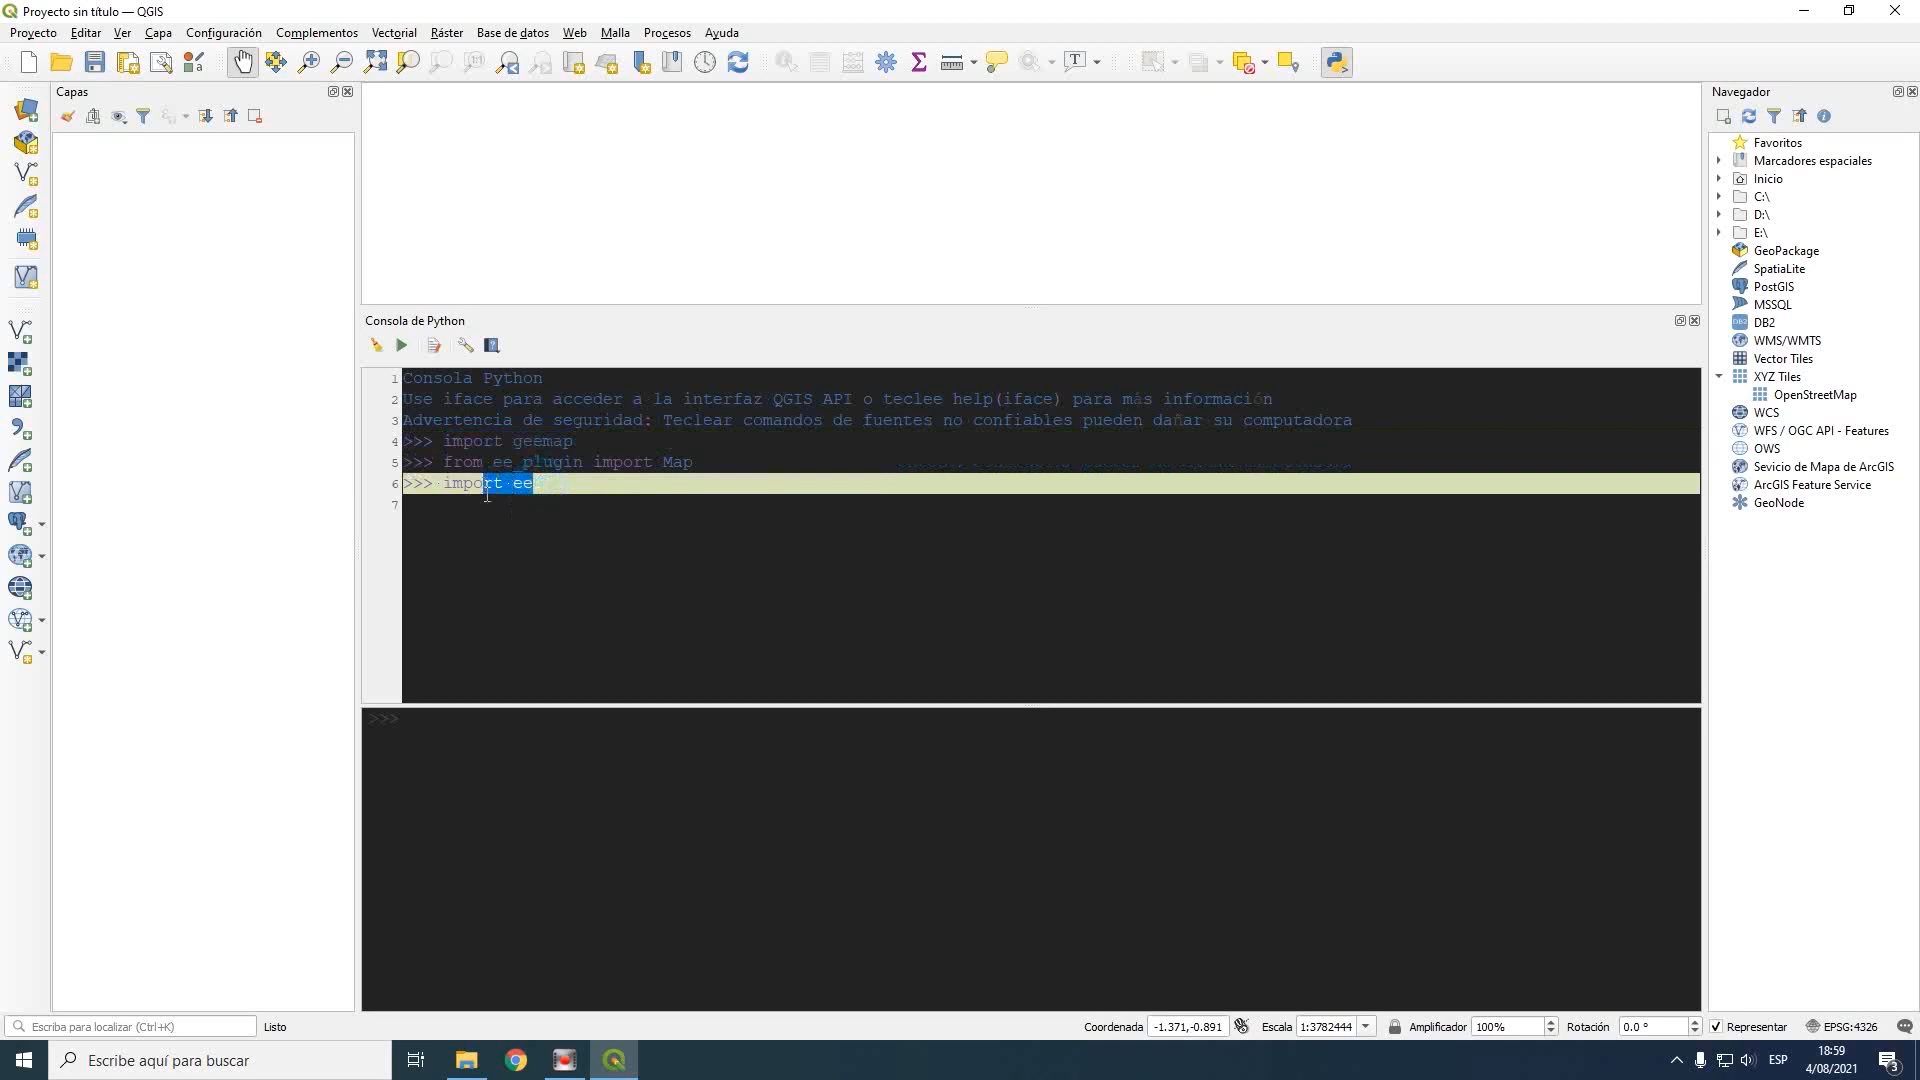 Proyecto sin título — QGIS
Proyecto Editar Ver Capa Configuración Complementos Vectorial Ráster Base de datos Web Malla Procesos Ayuda
Capas
Navegador
Favoritos
Marcadores espaciales
Inicio
C:\
D:\
E:\
GeoPackage
SpatiaLite
PostGIS
MSSQL
DB2
WMS/WMTS
Vector Tiles
XYZ Tiles
OpenStreetMap
WCS
WFS / OGC API - Features
OWS
Sevicio de Mapa de ArcGIS
ArcGIS Feature Service
GeoNode
Consola de Python
1 Consola Python
2 Use iface para acceder a la interfaz QGIS API o teclee help(iface) para más información
3 Advertencia de seguridad: Teclear comandos de fuentes no confiables pueden dañar su computadora
4 >>> import geemap
5 >>> from ee_plugin import Map
6 >>> import ee
7
>>>
Escriba para localizar (Ctrl+K) Listo Coordenada -1.371,-0.891 Escala 1:3782444 Amplificador 100% Rotación 0.0 ° Representar EPSG:4326
Escribe aquí para buscar
ESP
18:59
4/08/2021
3